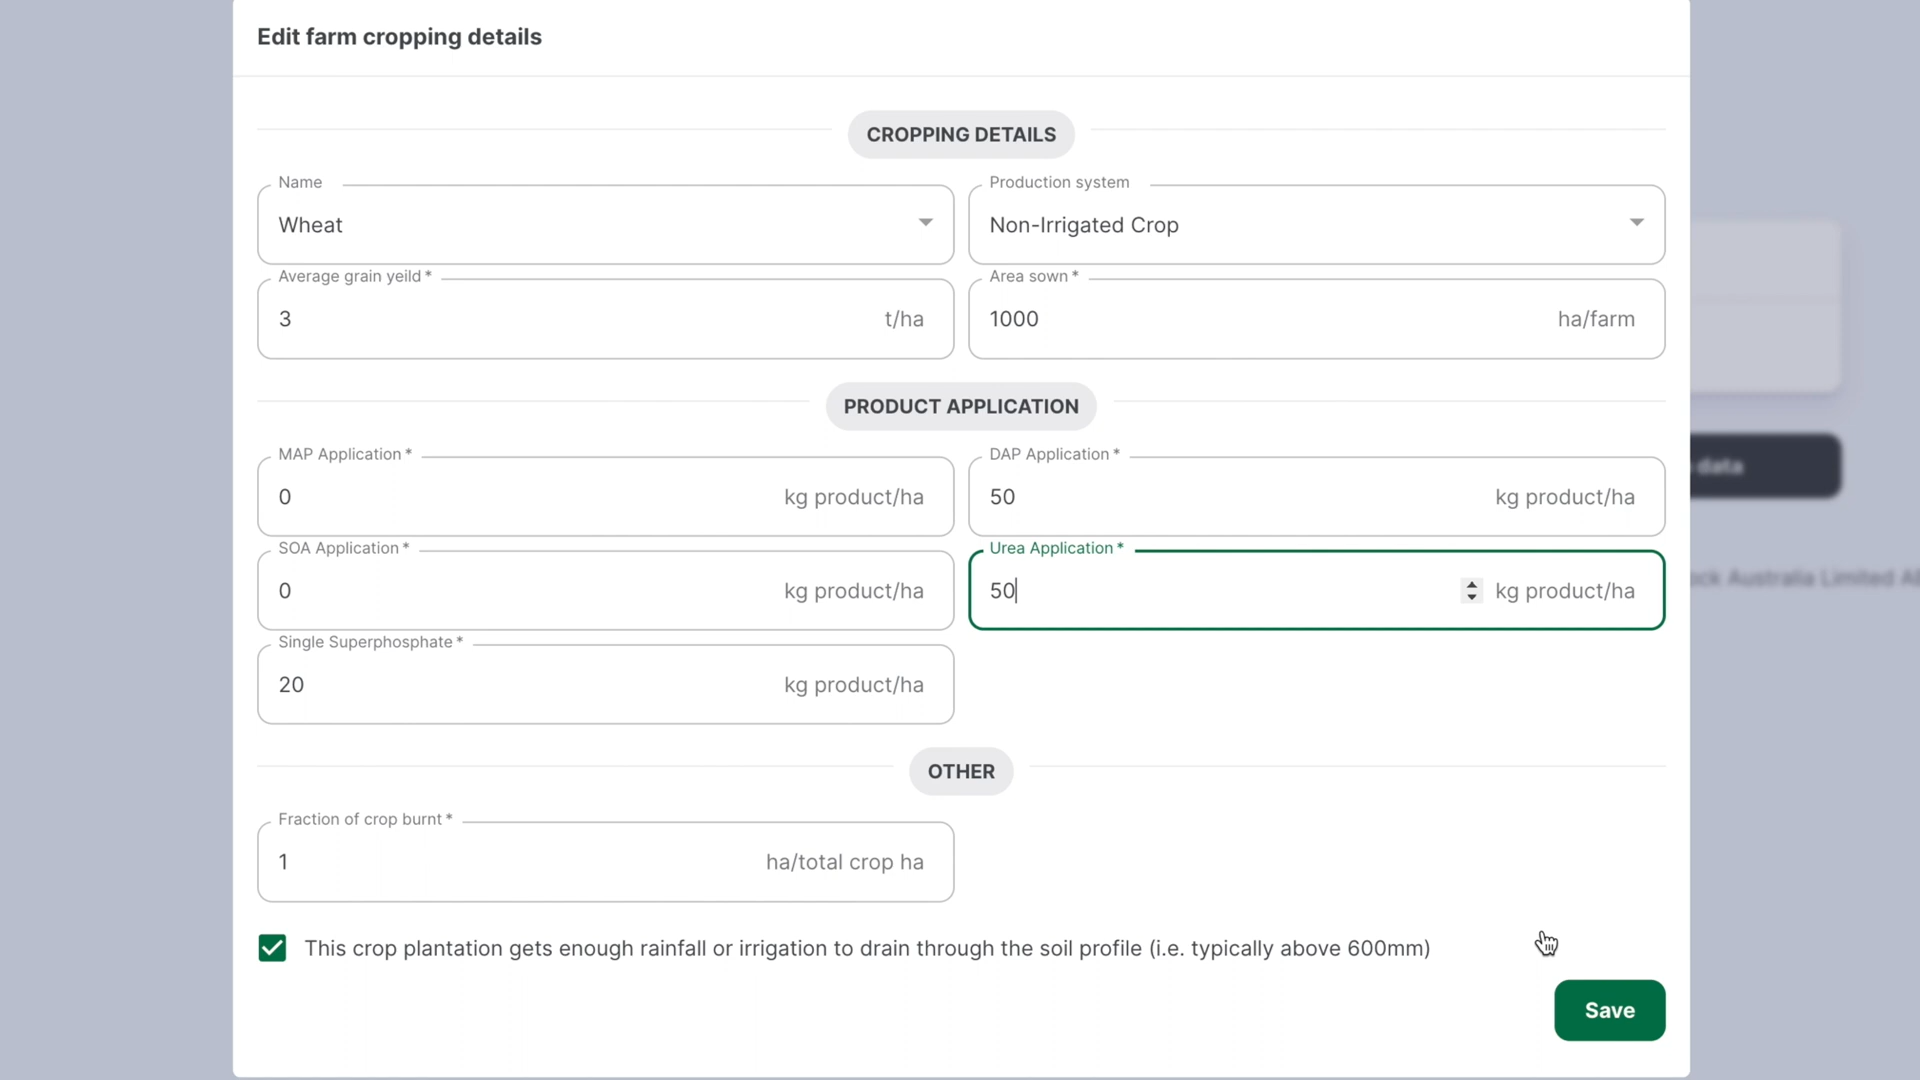 Edit farm cropping details
CROPPING DETAILS
Name
Wheat
Production system
Non-Irrigated Crop
Average grain yeild *
3 t/ha
Area sown *
1000 ha/farm
PRODUCT APPLICATION
MAP Application *
0 kg product/ha
DAP Application *
50 kg product/ha
SOA Application *
0 kg product/ha
Urea Application *
50 kg product/ha
Single Superphosphate *
20 kg product/ha
OTHER
Fraction of crop burnt *
1 ha/total crop ha
This crop plantation gets enough rainfall or irrigation to drain through the soil profile (i.e. typically above 600mm)
Save
data
Australia Limited